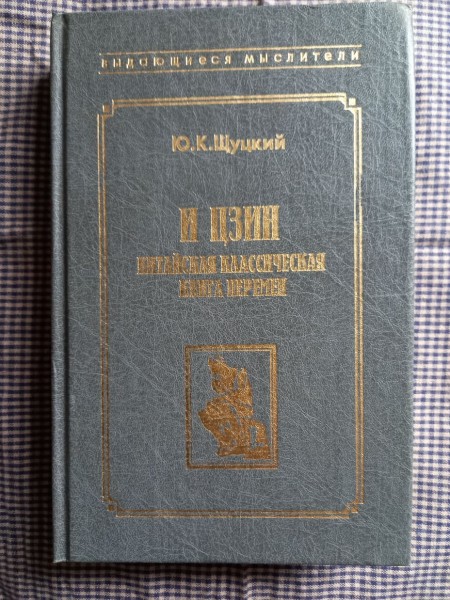 выдающиеся мыслители
Ю.К.Щуцкий
И ЦЗИН
КИТАЙСКАЯ КЛАССИЧЕСКАЯ
КНИГА ПЕРЕМЕН